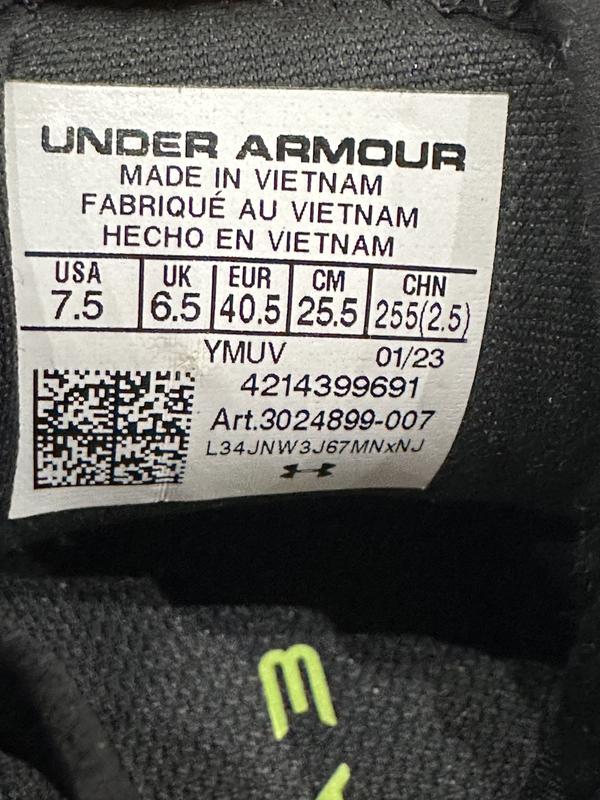 UNDER ARMOUR
MADE IN VIETNAM
FABRIQUÉ AU VIETNAM
HECHO EN VIETNAM
USA UK EUR CM CHN
7.5 6.5 40.5 25.5 255(2.5)
YMUV 01/23
4214399691
Art.3024899-007
L34JNW3J67MNxNJ